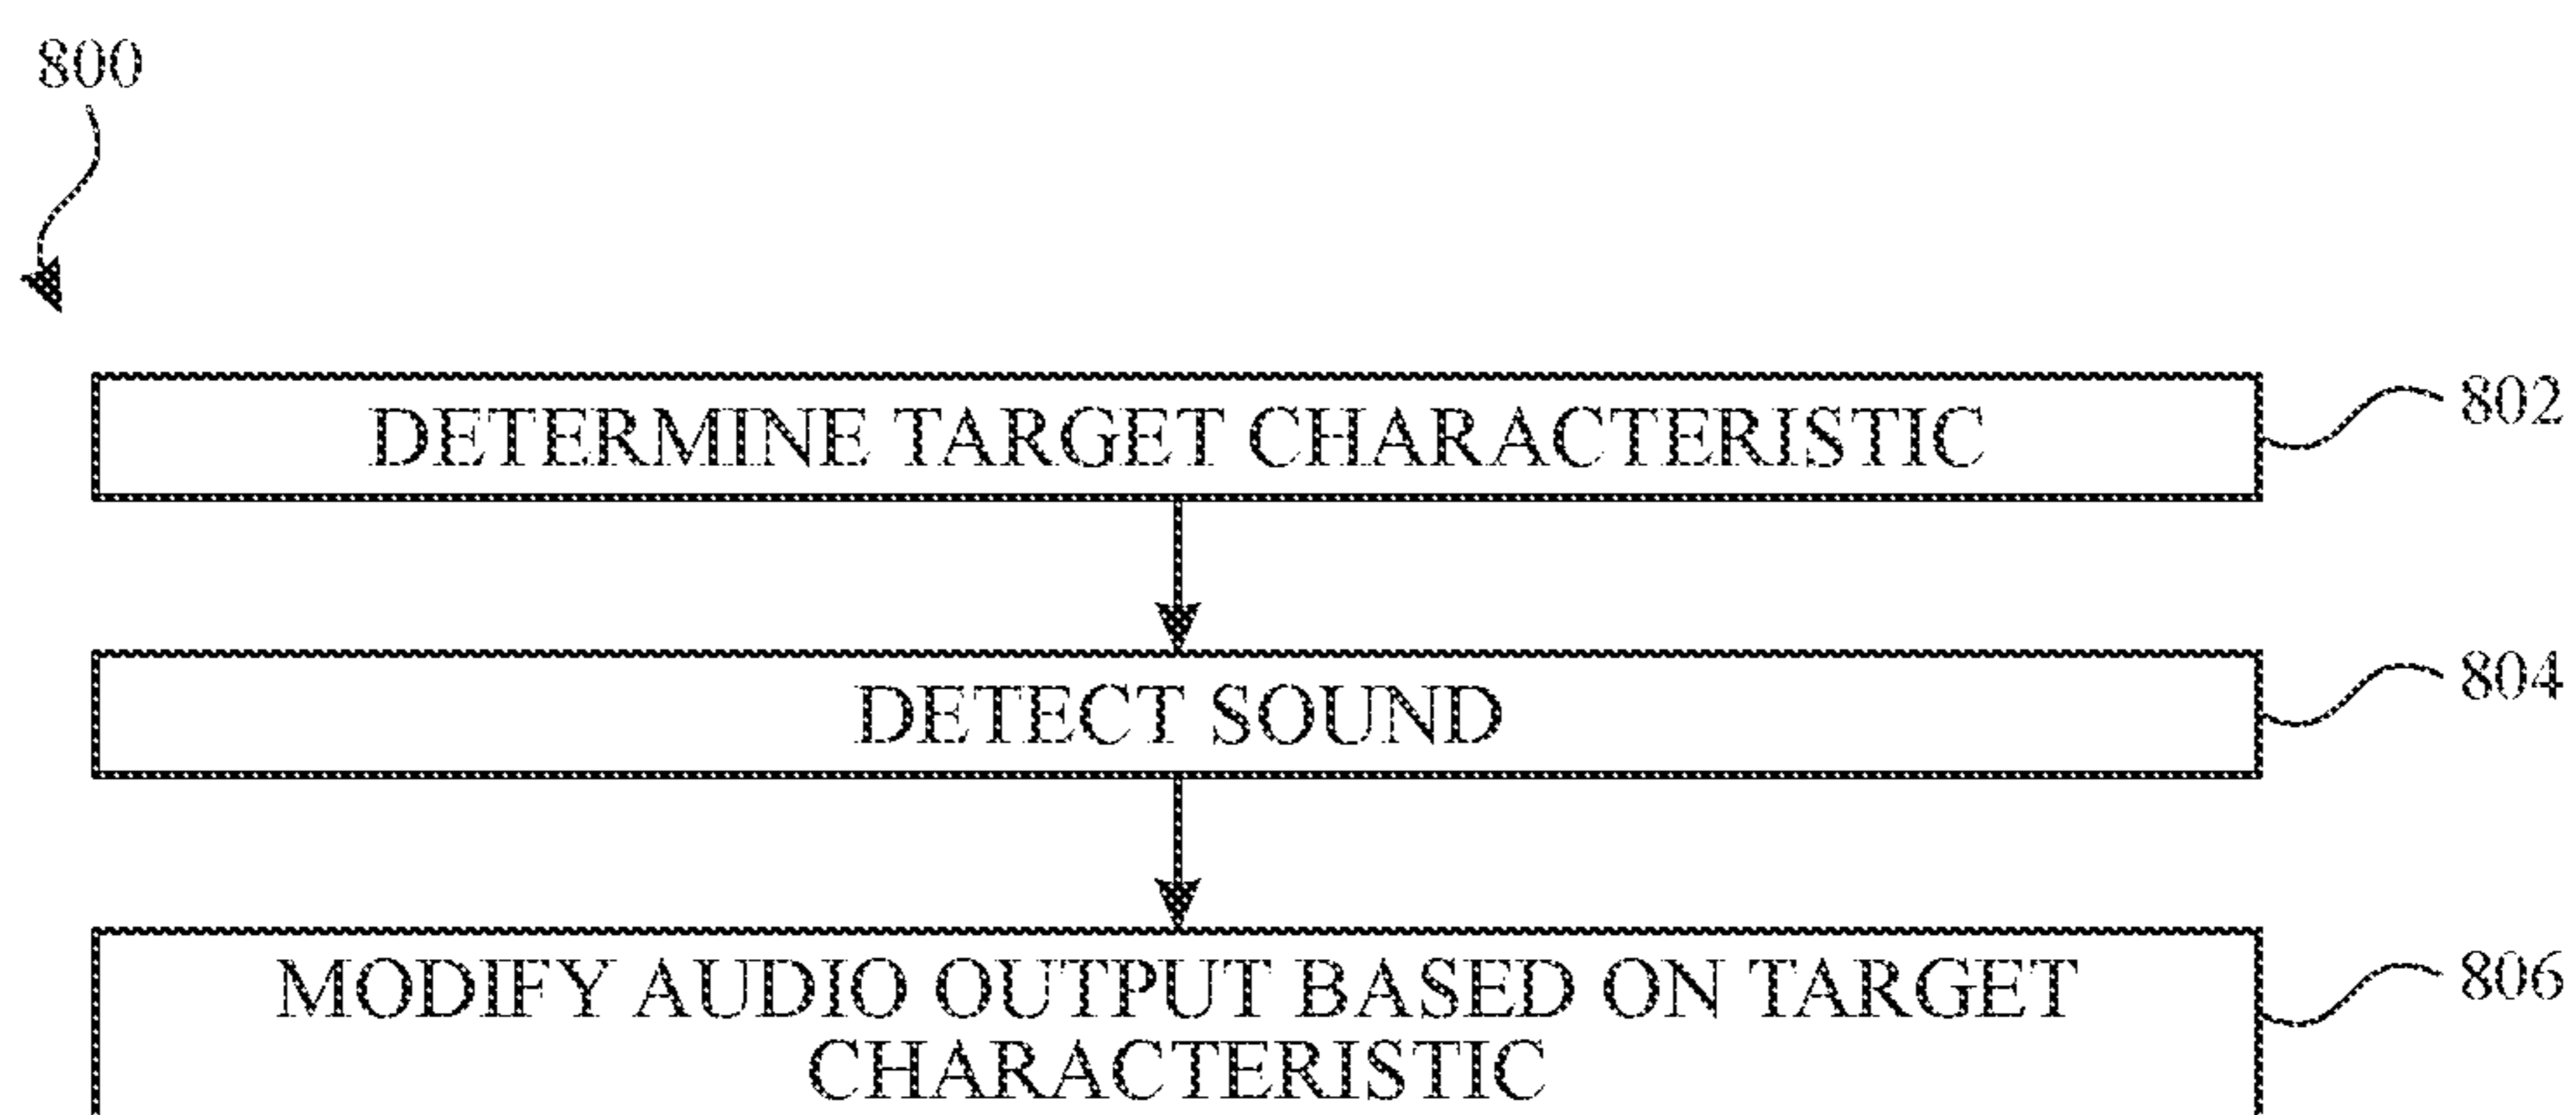 800
DETERMINE TARGET CHARACTERISTIC
802
DETECT SOUND
804
MODIFY AUDIO OUTPUT BASED ON TARGET
CHARACTERISTIC
806